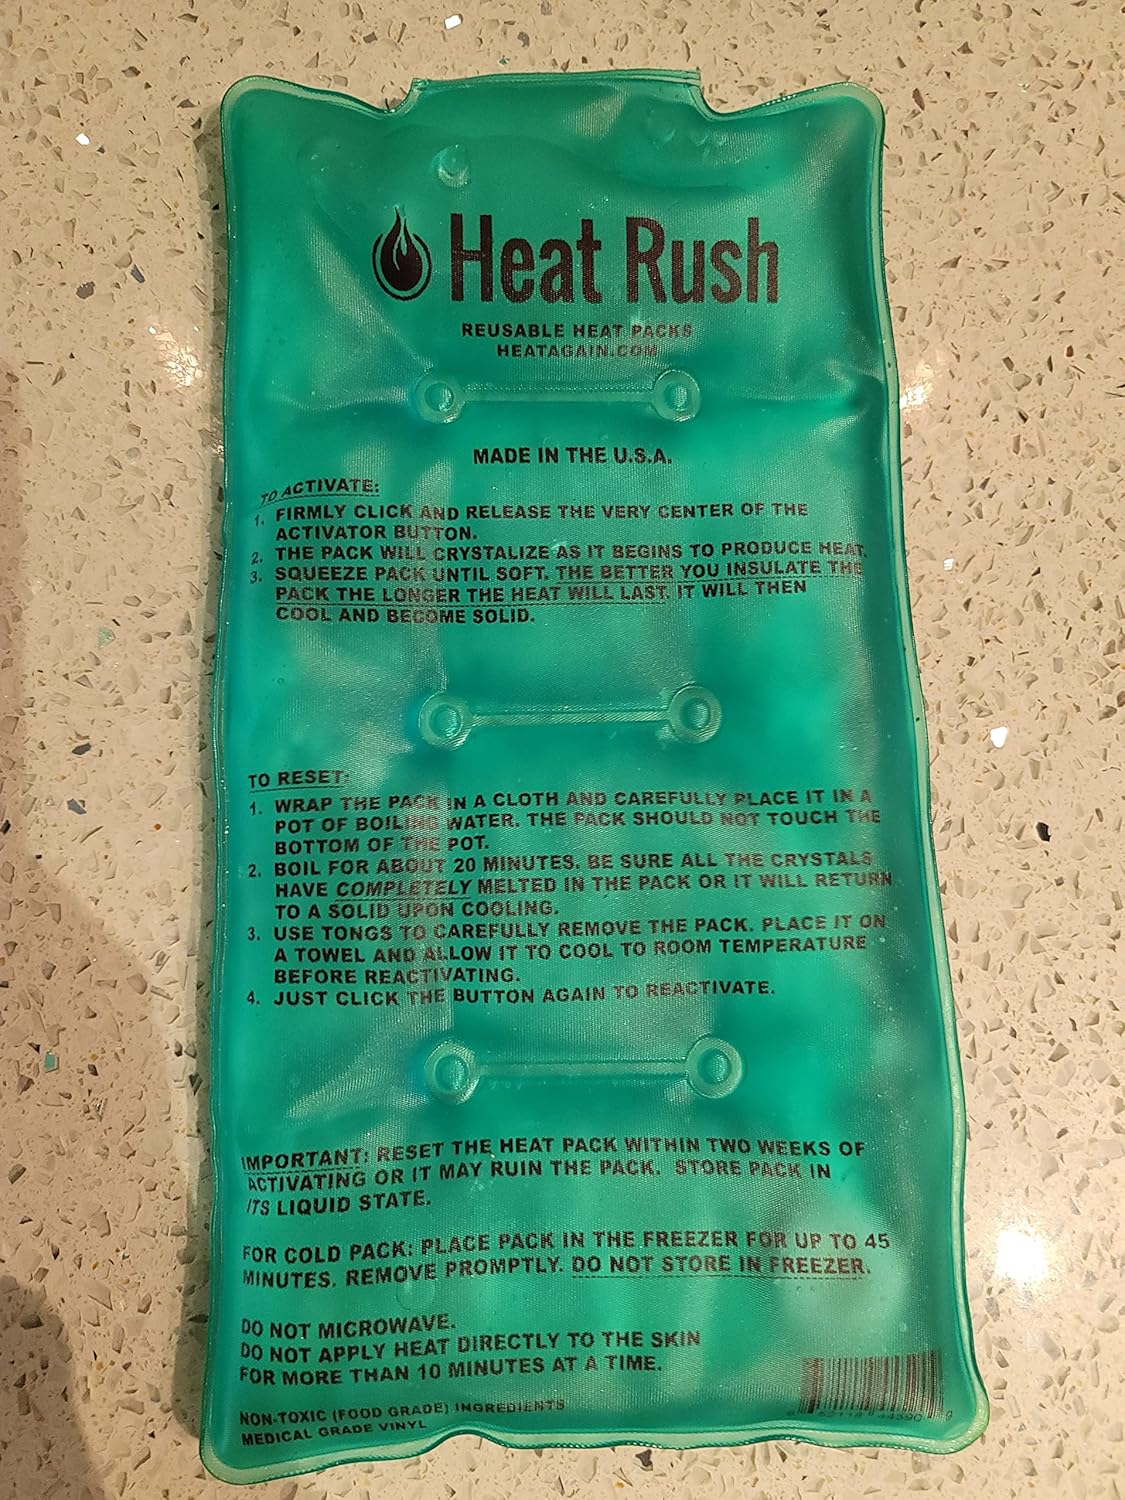 Heat Rush
REUSABLE HEAT PACKS
HEATAGAIN.COM
MADE IN THE U.S.A.
TO ACTIVATE:
1. FIRMLY CLICK AND RELEASE THE VERY CENTER OF THE
ACTIVATOR BUTTON.
2. THE PACK WILL CRYSTALIZE AS IT BEGINS TO PRODUCE HEAT.
3. SQUEEZE PACK UNTIL SOFT. THE BETTER YOU INSULATE THE
PACK THE LONGER THE HEAT WILL LAST. IT WILL THEN
COOL AND BECOME SOLID.
TO RESET:
1. WRAP THE PACK IN A CLOTH AND CAREFULLY PLACE IT IN A
POT OF BOILING WATER. THE PACK SHOULD NOT TOUCH THE
BOTTOM OF THE POT.
2. BOIL FOR ABOUT 20 MINUTES. BE SURE ALL THE CRYSTALS
HAVE COMPLETELY MELTED IN THE PACK OR IT WILL RETURN
TO A SOLID UPON COOLING.
3. USE TONGS TO CAREFULLY REMOVE THE PACK. PLACE IT ON
A TOWEL AND ALLOW IT TO COOL TO ROOM TEMPERATURE
BEFORE REACTIVATING.
4. JUST CLICK THE BUTTON AGAIN TO REACTIVATE.
IMPORTANT: RESET THE HEAT PACK WITHIN TWO WEEKS OF
ACTIVATING OR IT MAY RUIN THE PACK. STORE PACK IN
ITS LIQUID STATE.
FOR COLD PACK: PLACE PACK IN THE FREEZER FOR UP TO 45
MINUTES. REMOVE PROMPTLY. DO NOT STORE IN FREEZER.
DO NOT MICROWAVE.
DO NOT APPLY HEAT DIRECTLY TO THE SKIN
FOR MORE THAN 10 MINUTES AT A TIME.
NON-TOXIC (FOOD GRADE) INGREDIENTS
MEDICAL GRADE VINYL